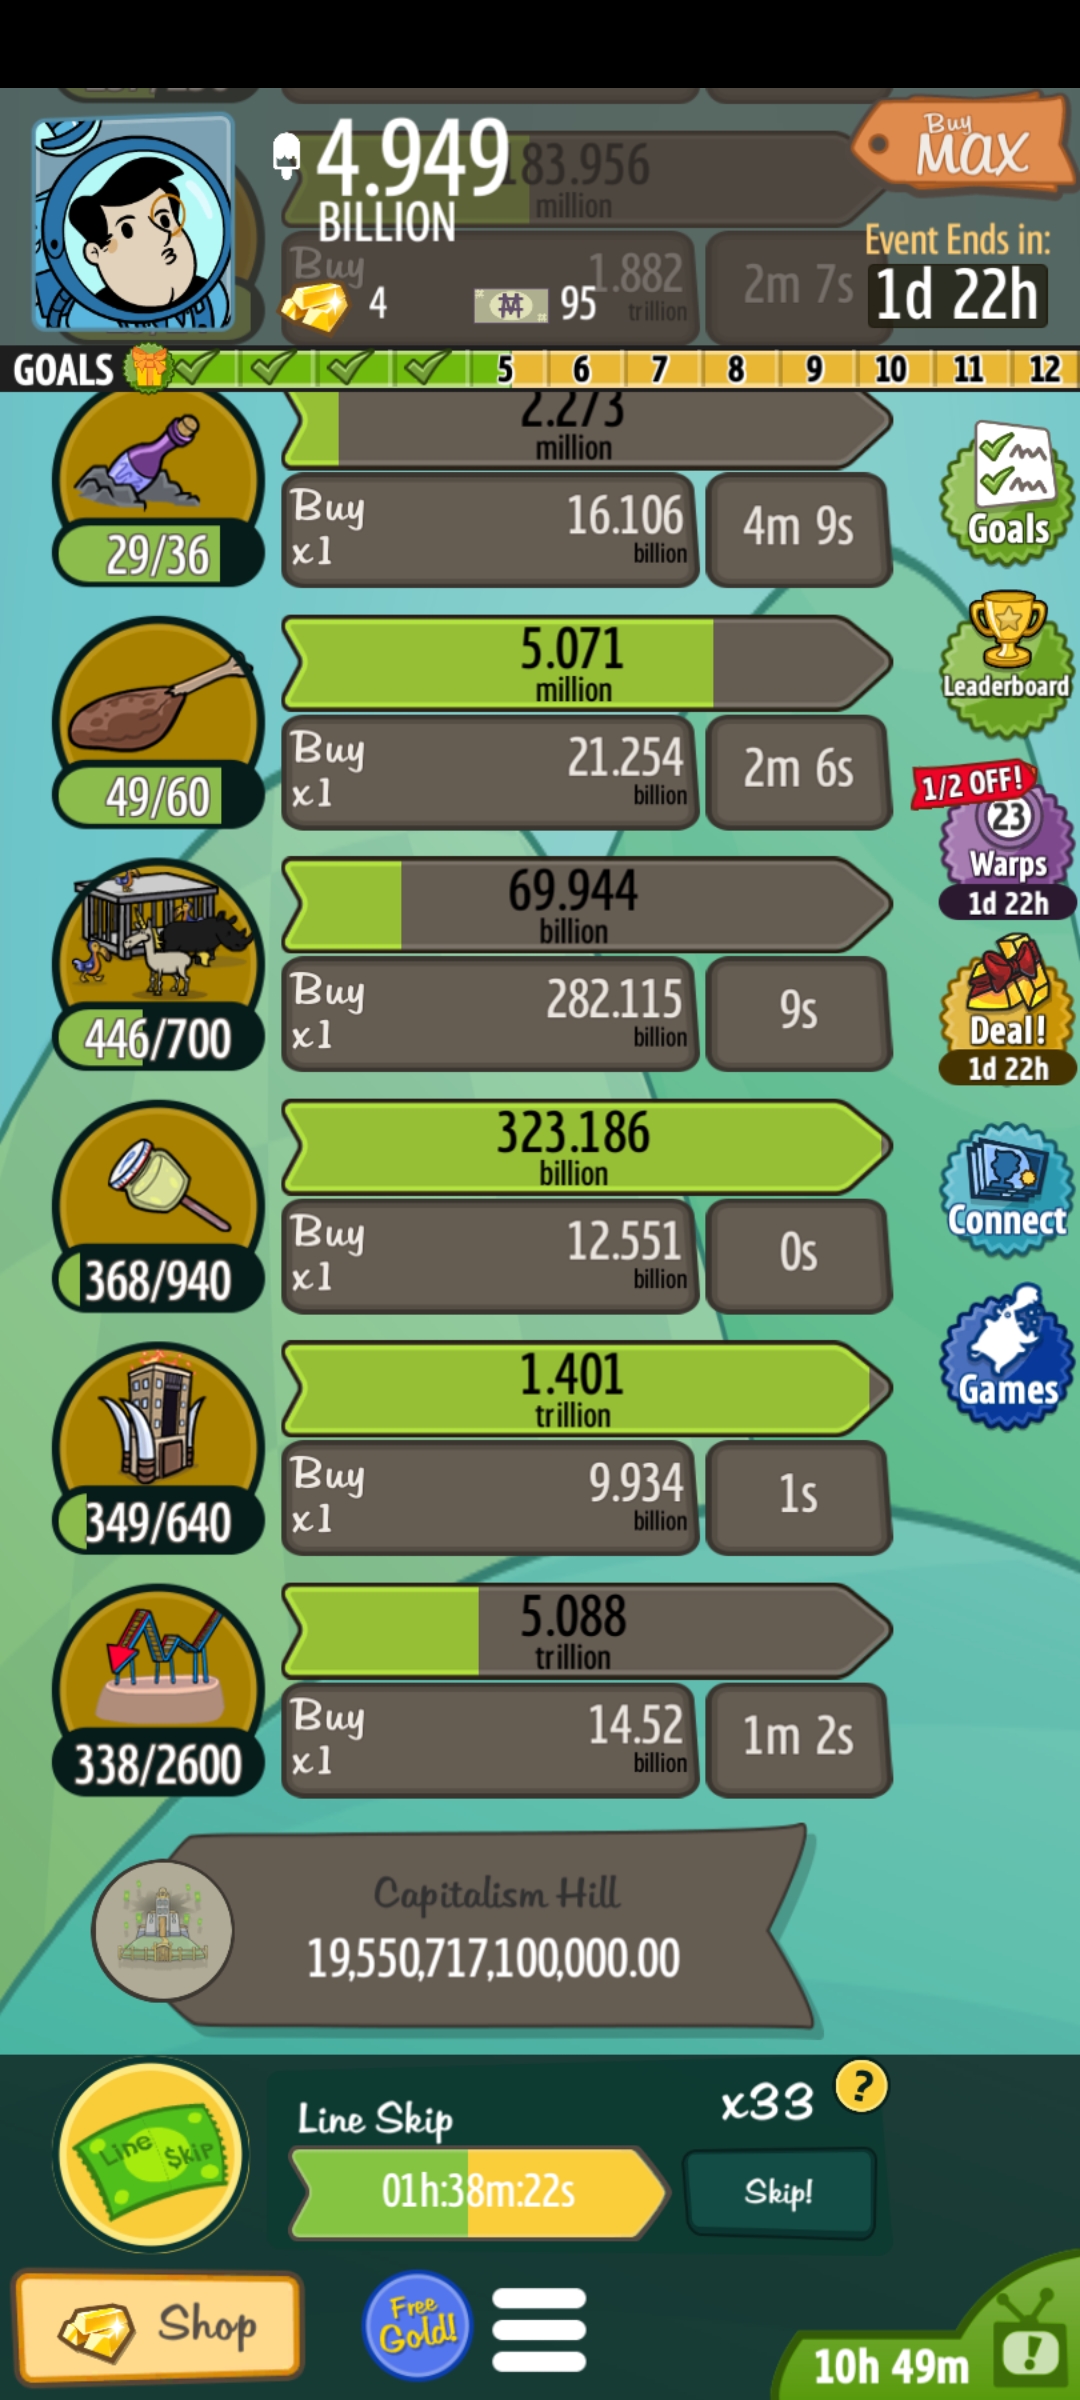 4.949
BILLION
183.956
million
Buy
MAX
Event Ends in:
1d 22h
Buy
1.882
trillion
2m 7s
4
95
GOALS
5 6 7 8 9 10 11 12
2.273
million
29/36
Buy
x1
16.106
billion
4m 9s
Goals
5.071
million
49/60
Buy
x1
21.254
billion
2m 6s
Leaderboard
1/2 OFF!
23
Warps
1d 22h
69.944
billion
446/700
Buy
x1
282.115
billion
9s
Deal!
1d 22h
323.186
billion
368/940
Buy
x1
12.551
billion
0s
Connect
1.401
trillion
349/640
Buy
x1
9.934
billion
1s
Games
5.088
trillion
338/2600
Buy
x1
14.52
billion
1m 2s
Capitalism Hill
19,550,717,100,000.00
Line $kip
Line Skip
x33
?
01h:38m:22s
Skip!
Shop
Free
Gold!
10h 49m
!